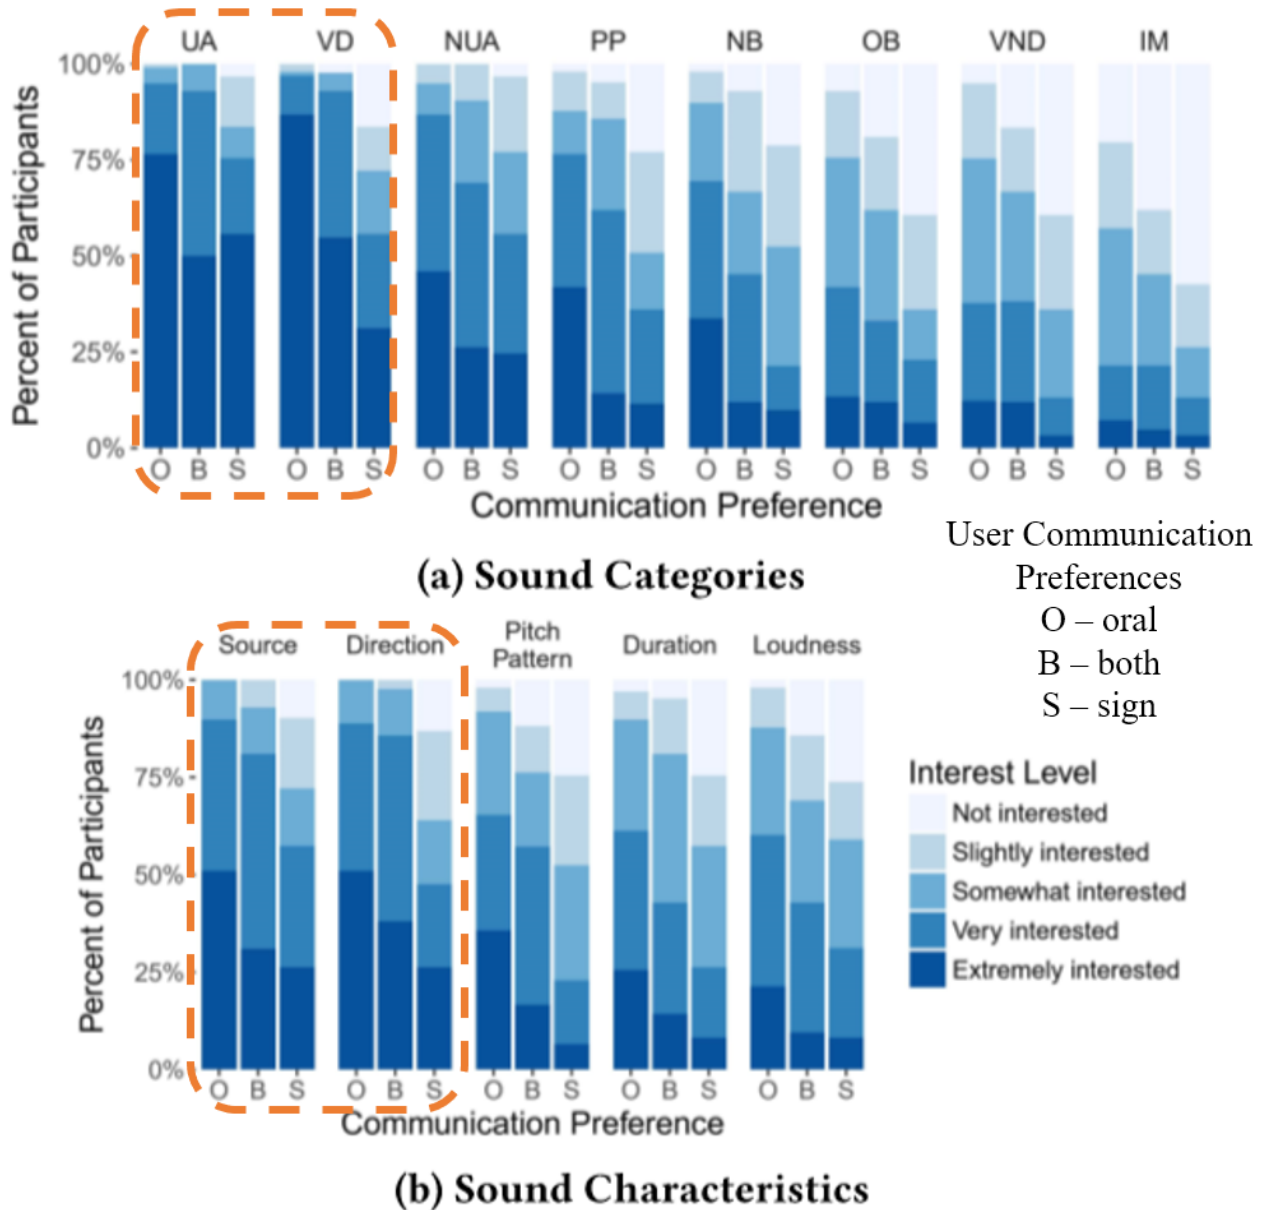 UA VD NUA PP NB OB VND IM
100%
75%
50%
25%
0%
Percent of Participants
O B S O B S O B S O B S O B S O B S O B S O B S
Communication Preference
(a) Sound Categories
User Communication
Preferences
O – oral
B – both
S – sign
Source Direction Pitch Pattern Duration Loudness
100%
75%
50%
25%
0%
Percent of Participants
O B S O B S O B S O B S O B S
Communication Preference
Interest Level
Not interested
Slightly interested
Somewhat interested
Very interested
Extremely interested
(b) Sound Characteristics